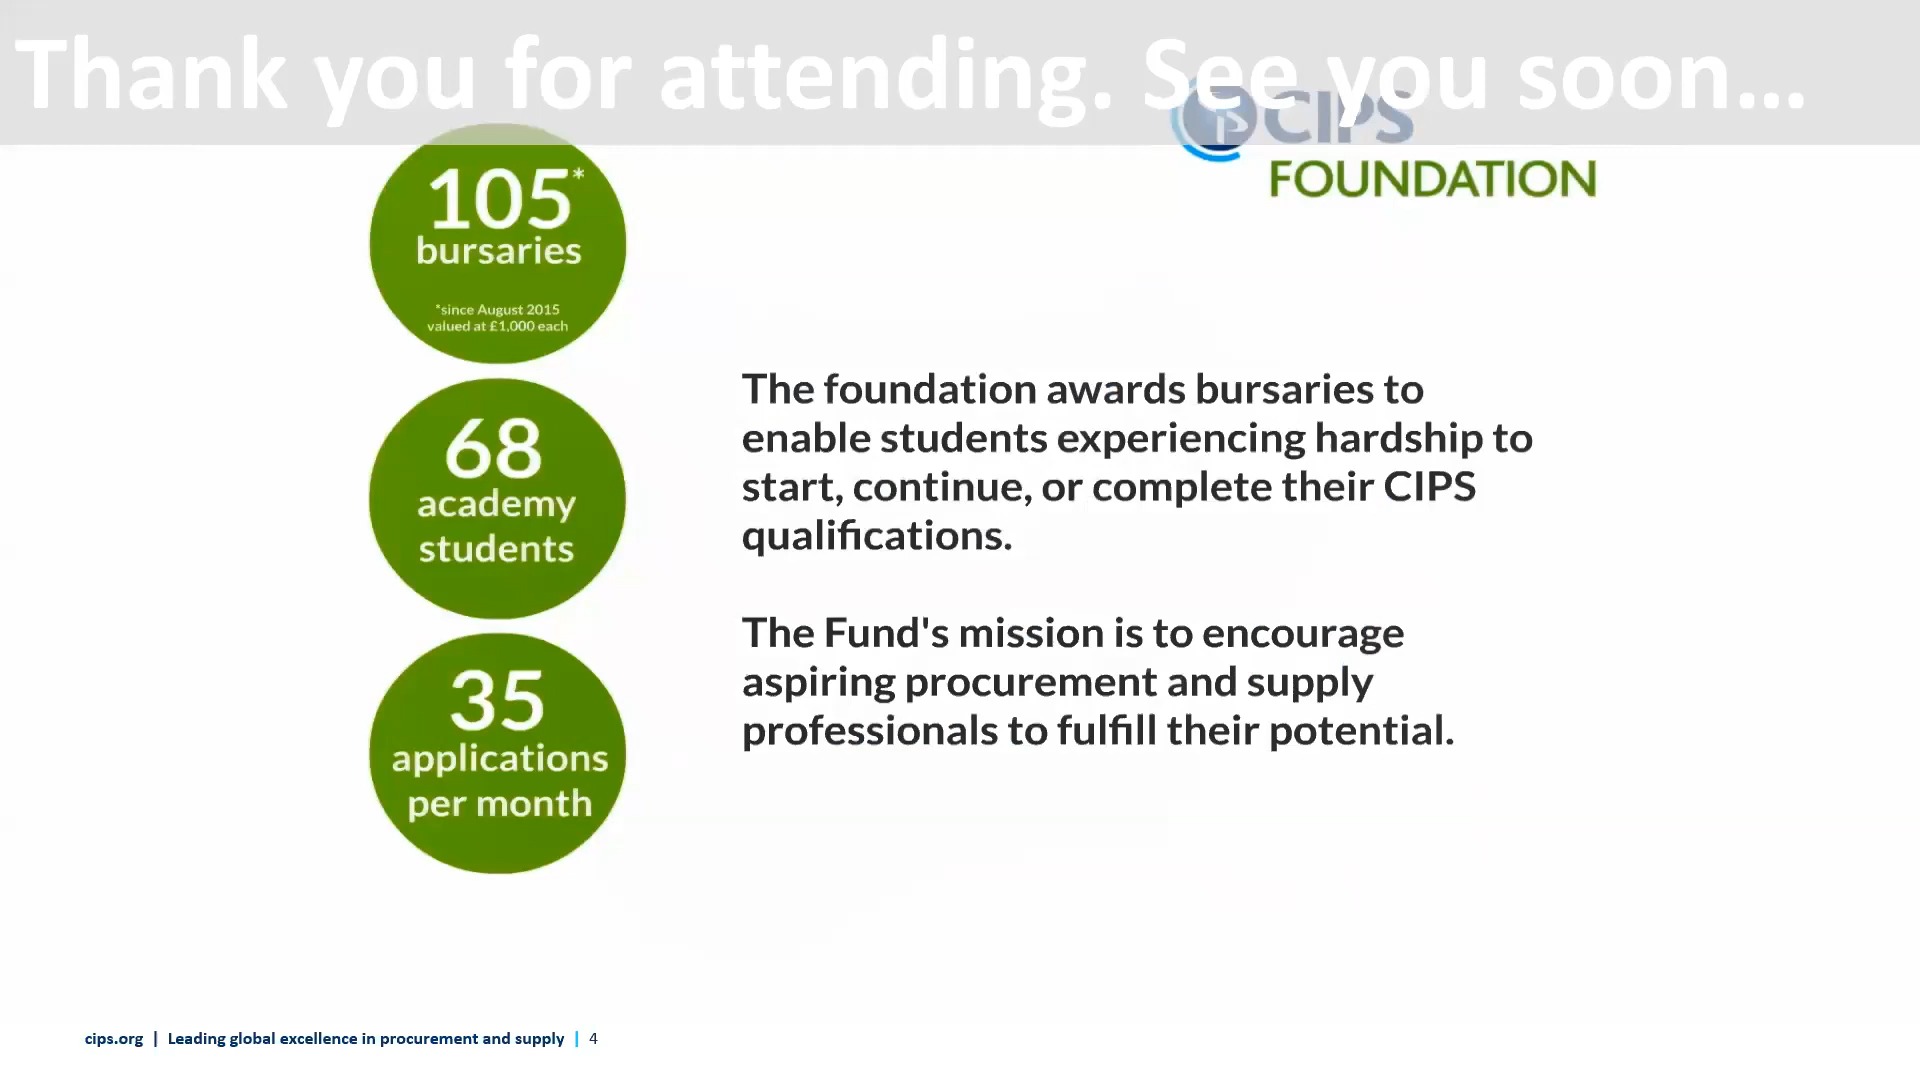 Thank you for attending. See you soon...
CIPS
FOUNDATION
105*
bursaries
*since August 2015
valued at £1,000 each
68
academy
students
35
applications
per month
The foundation awards bursaries to
enable students experiencing hardship to
start, continue, or complete their CIPS
qualifications.
The Fund's mission is to encourage
aspiring procurement and supply
professionals to fulfill their potential.
cips.org | Leading global excellence in procurement and supply | 4